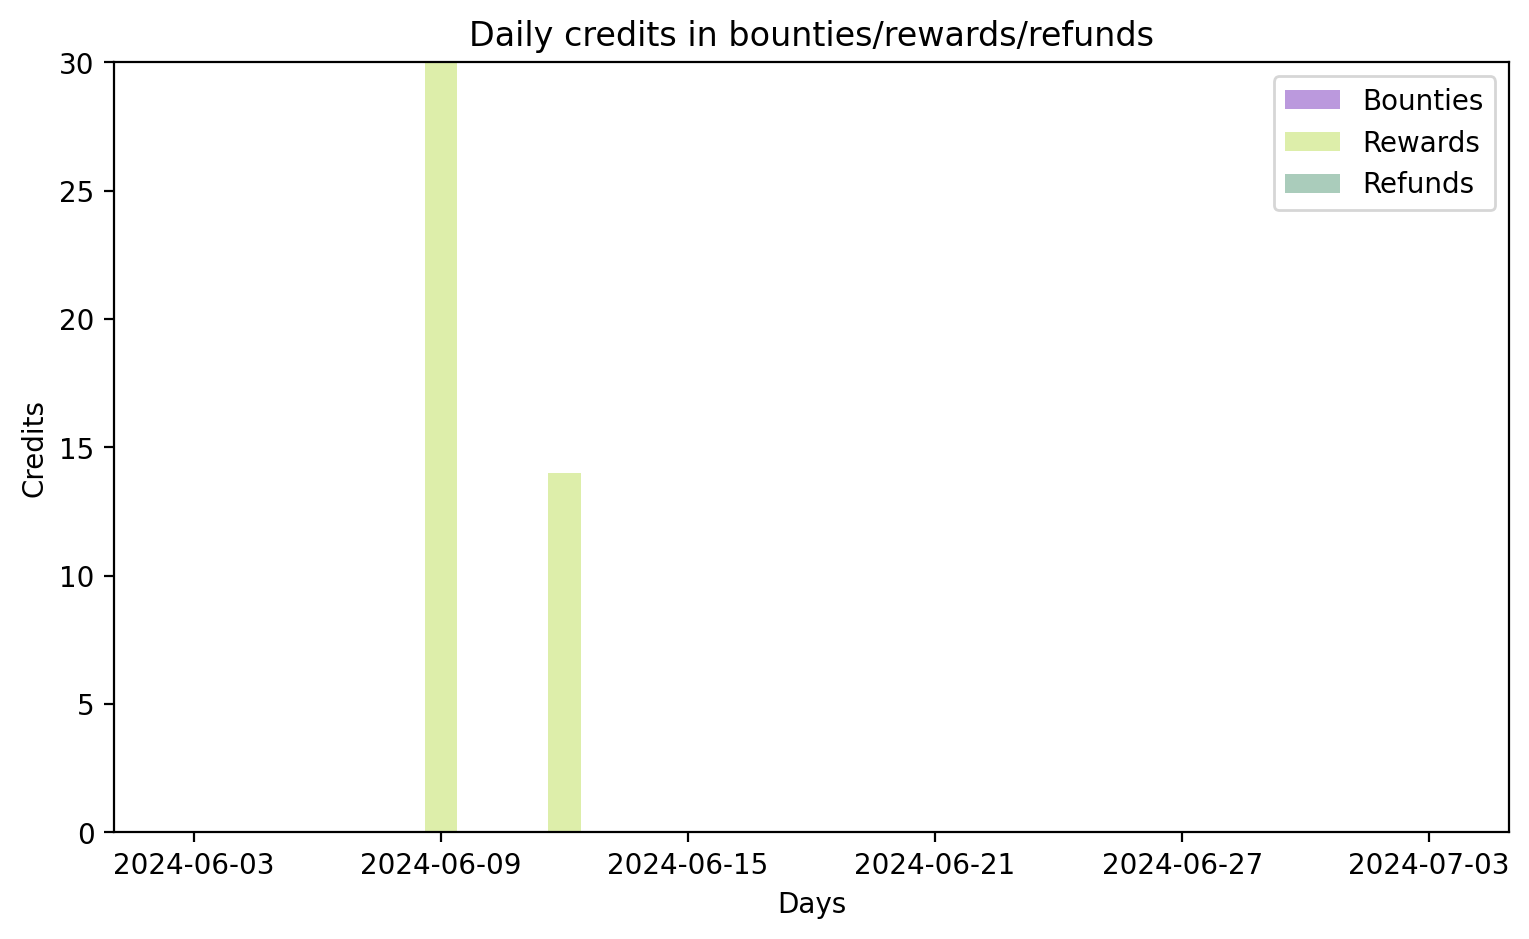 Daily credits in bounties/rewards/refunds
30
25
20
15
10
5
0
Credits
Bounties
Rewards
Refunds
2024-06-03 2024-06-09 2024-06-15 2024-06-21 2024-06-27 2024-07-03
Days